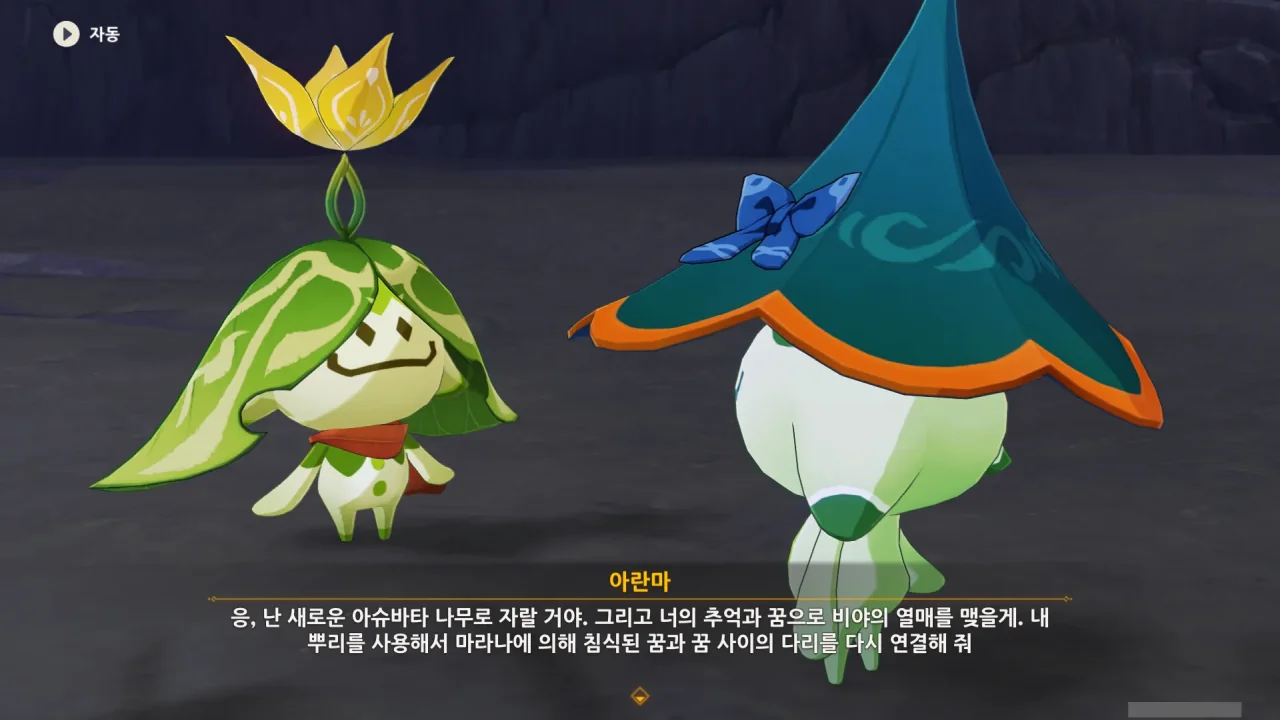 자동
아란마
응, 난 새로운 아슈바타 나무로 자랄 거야. 그리고 너의 추억과 꿈으로 비야의 열매를 맺을게. 내
뿌리를 사용해서 마라나에 의해 침식된 꿈과 꿈 사이의 다리를 다시 연결해 줘